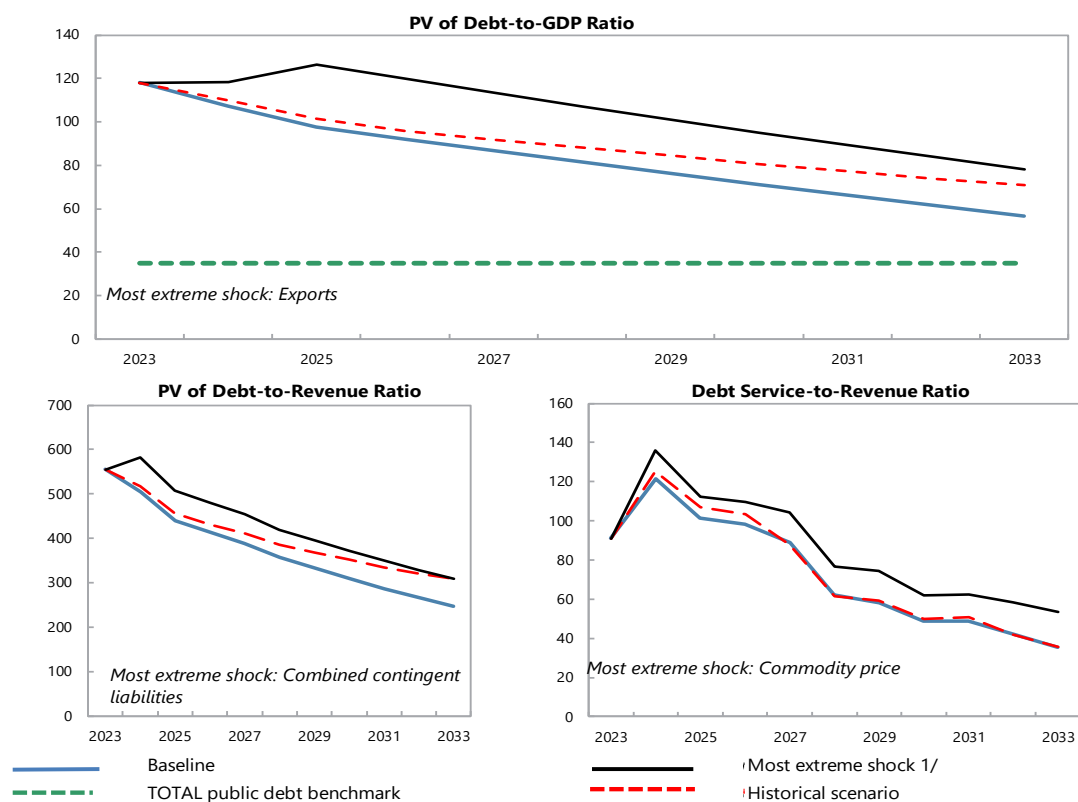 PV of Debt-to-GDP Ratio
140
120
100
80
60
40
20
0
Most extreme shock: Exports
2023 2025 2027 2029 2031 2033
PV of Debt-to-Revenue Ratio
700
600
500
400
300
200
100
0
Most extreme shock: Combined contingent
liabilities
2023 2025 2027 2029 2031 2033
Debt Service-to-Revenue Ratio
160
140
120
100
80
60
40
20
0
Most extreme shock: Commodity price
2023 2025 2027 2029 2031 2033
Baseline
Most extreme shock 1/
TOTAL public debt benchmark
Historical scenario